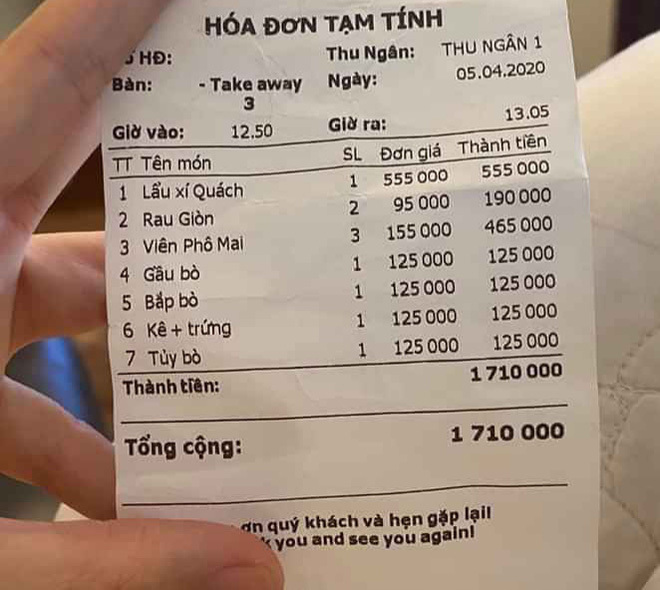 HÓA ĐƠN TẠM TÍNH
HĐ: Thu Ngân: THU NGÂN 1
Bàn: - Take away 3 Ngày: 05.04.2020
Giờ vào: 12.50 Giờ ra: 13.05
TT Tên món SL Đơn giá Thành tiền
1 Lẩu xí Quách 1 555 000 555 000
2 Rau Giòn 2 95 000 190 000
3 Viên Phô Mai 3 155 000 465 000
4 Gầu bò 1 125 000 125 000
5 Bắp bò 1 125 000 125 000
6 Kê + trứng 1 125 000 125 000
7 Tủy bò 1 125 000 125 000
Thành tiền: 1 710 000
Tổng cộng: 1 710 000
quý khách và hẹn gặp lại!
you and see you again!